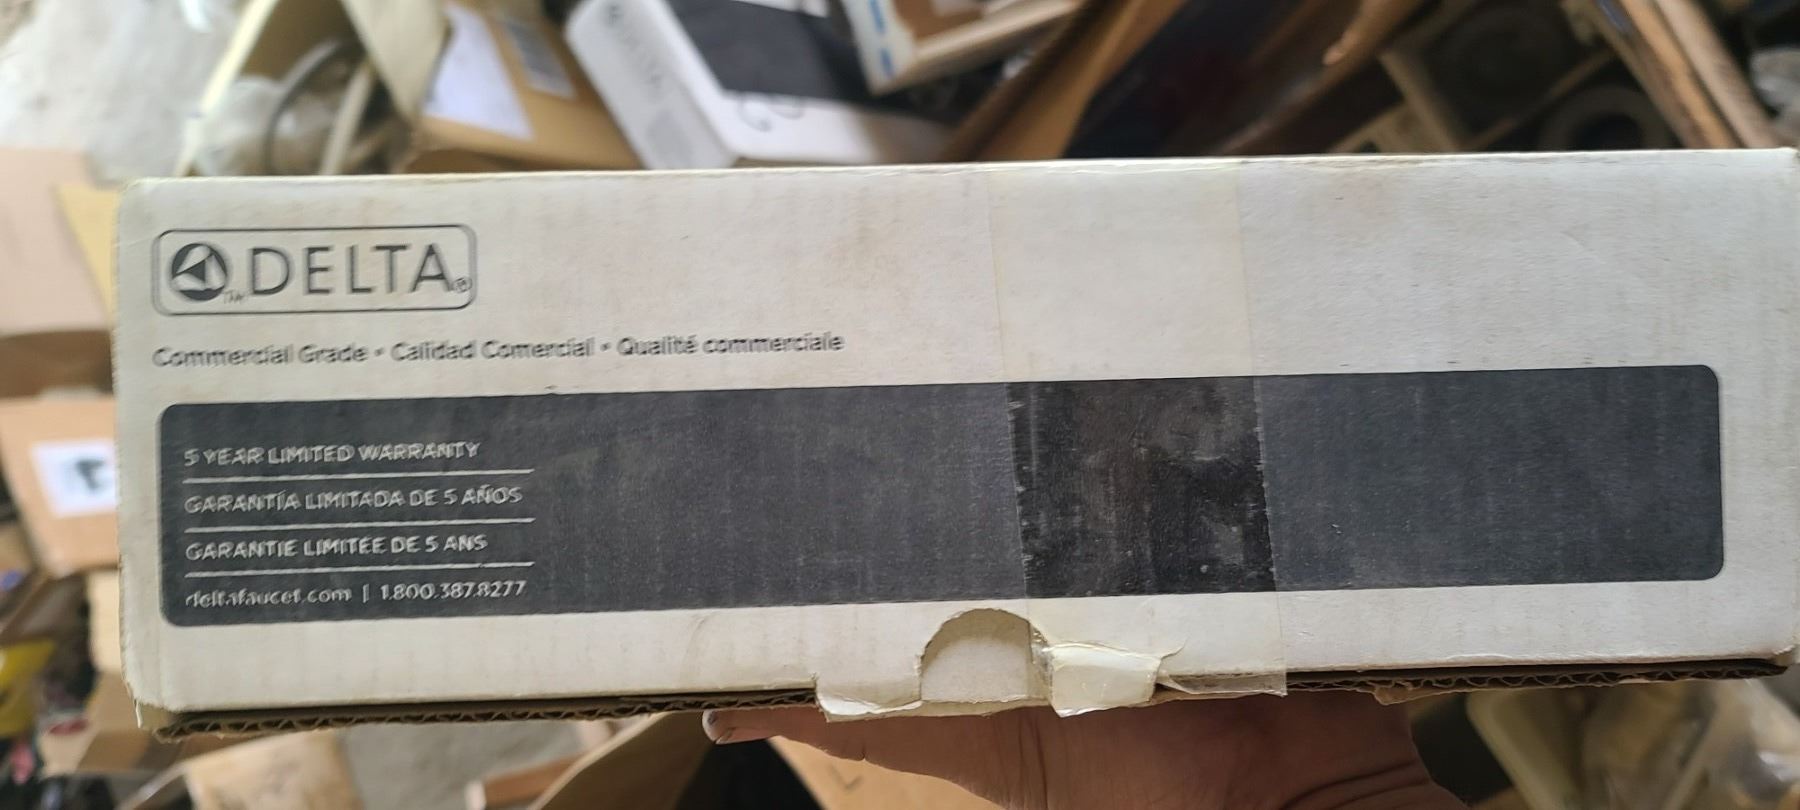 DELTA®
Commercial Grade • Calidad Comercial • Qualité commerciale
5 YEAR LIMITED WARRANTY
GARANTÍA LIMITADA DE 5 AÑOS
GARANTIE LIMITÉE DE 5 ANS
deltafaucet.com | 1.800.387.8277